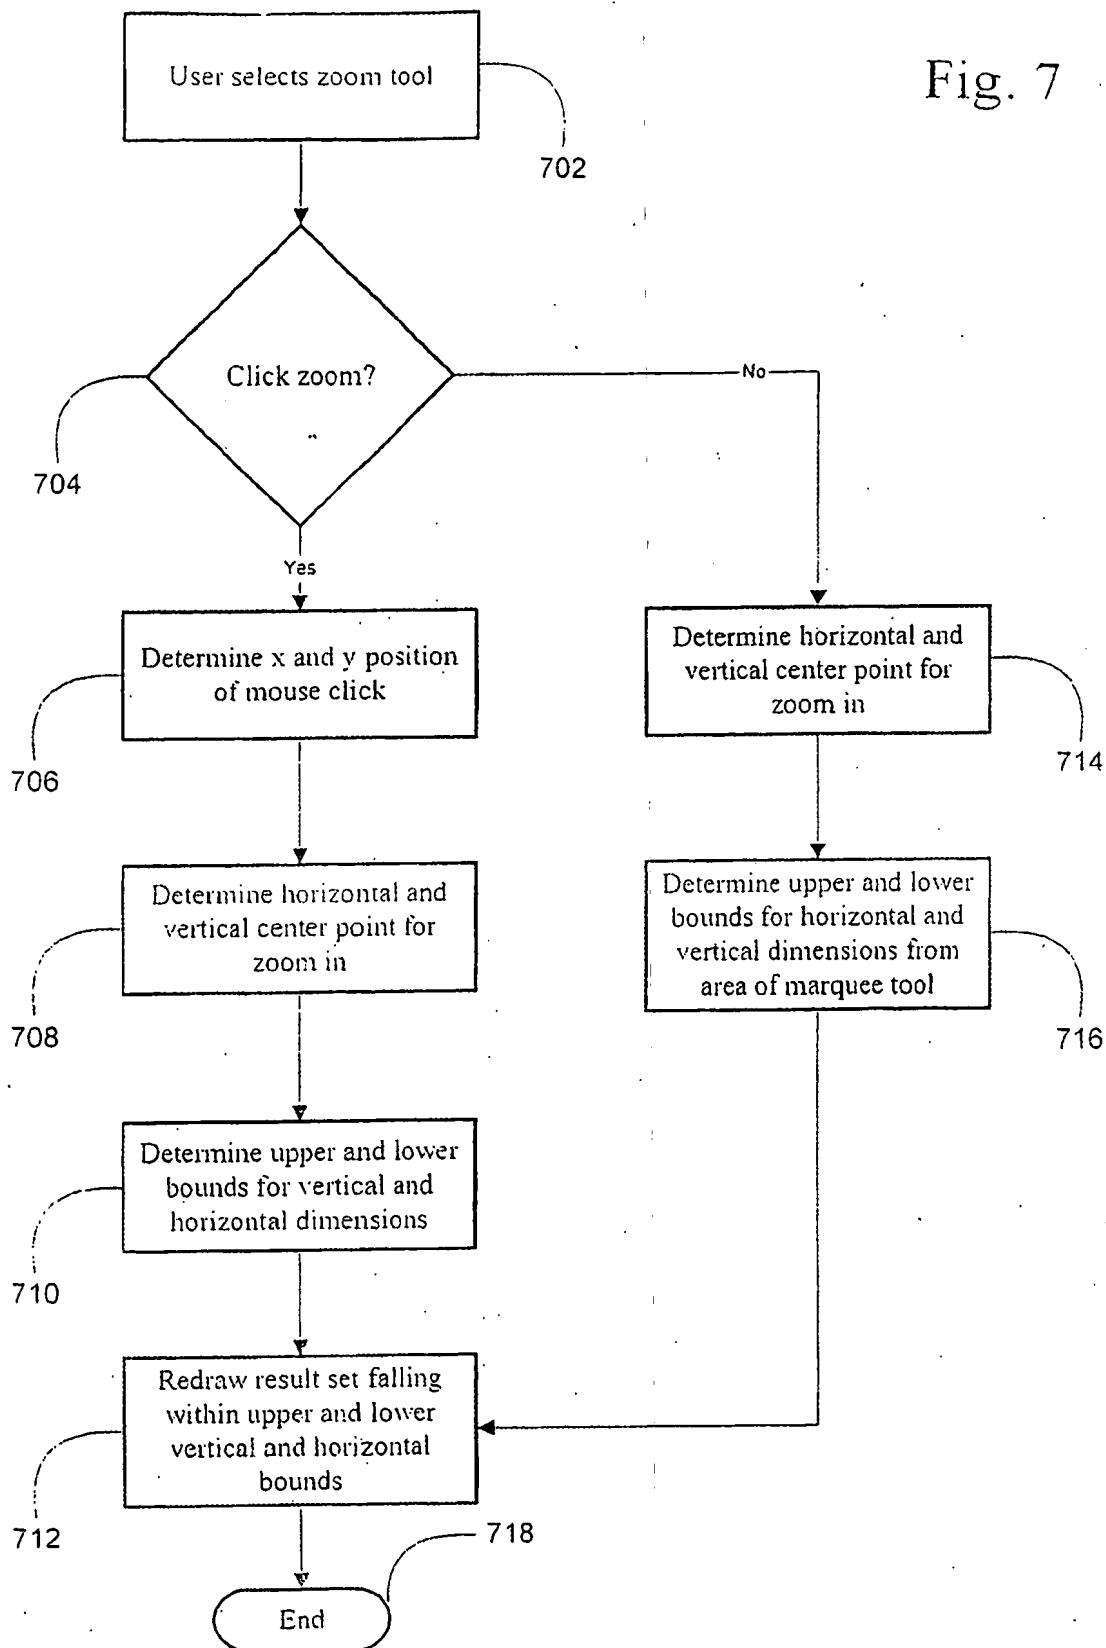 Fig. 7
User selects zoom tool
702
Click zoom?
704
No
Yes
Determine x and y position
of mouse click
706
Determine horizontal and
vertical center point for
zoom in
714
Determine horizontal and
vertical center point for
zoom in
708
Determine upper and lower
bounds for horizontal and
vertical dimensions from
area of marquee tool
716
Determine upper and lower
bounds for vertical and
horizontal dimensions
710
Redraw result set falling
within upper and lower
vertical and horizontal
bounds
712
718
End